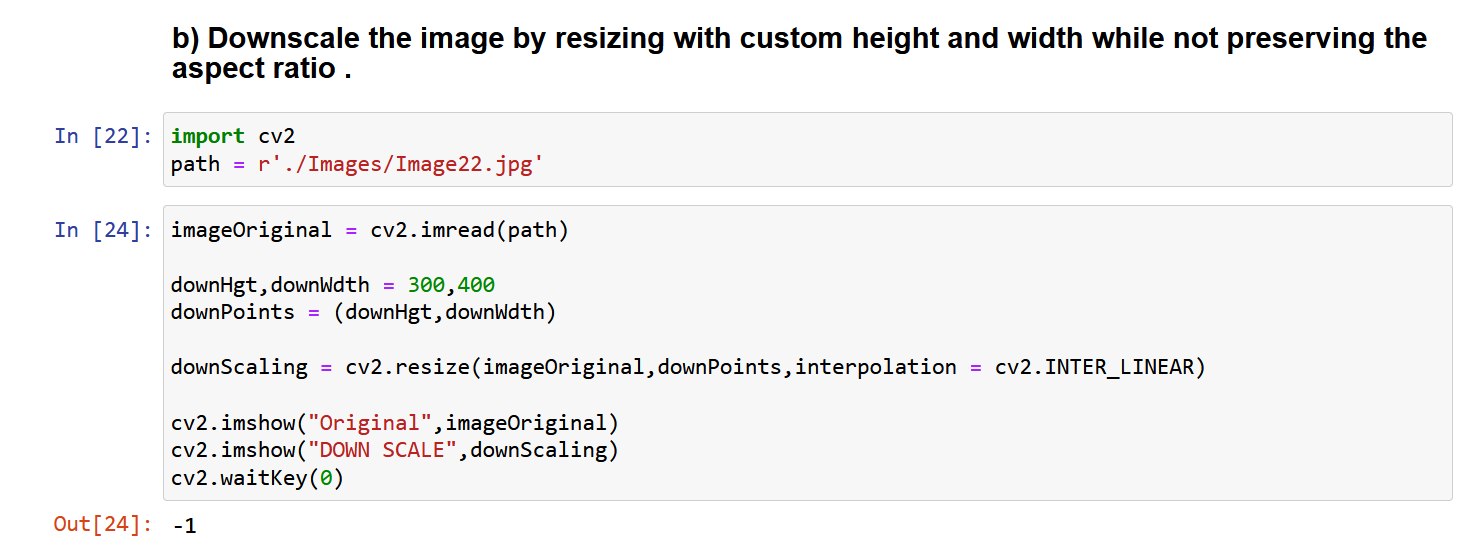 b) Downscale the image by resizing with custom height and width while not preserving the
aspect ratio .
In [22]: import cv2
path = r'./Images/Image22.jpg'
In [24]: imageOriginal = cv2.imread(path)
downHgt,downWdth = 300,400
downPoints = (downHgt,downWdth)
downScaling = cv2.resize(imageOriginal,downPoints,interpolation = cv2.INTER_LINEAR)
cv2.imshow("Original",imageOriginal)
cv2.imshow("DOWN SCALE",downScaling)
cv2.waitKey(0)
Out[24]: -1